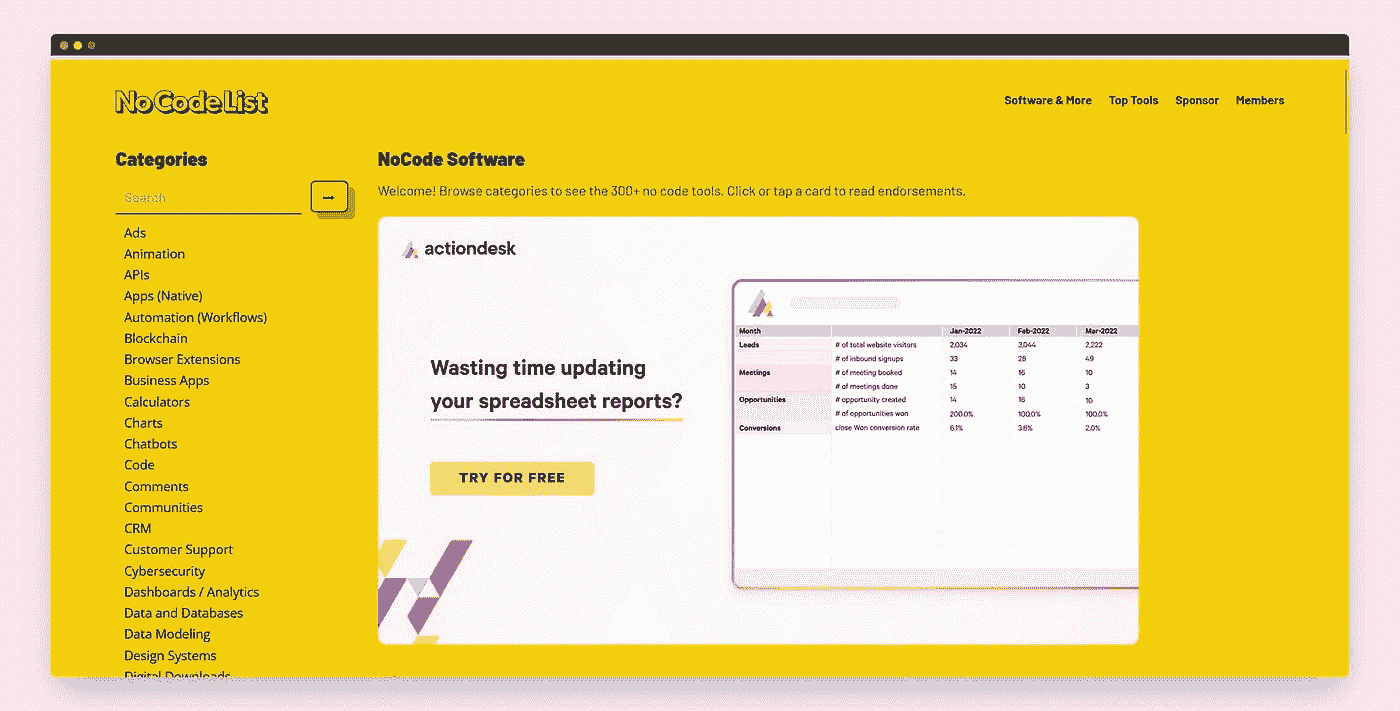 NoCodeList
Software & More Top Tools Sponsor Members
Categories
Search
→
Ads
Animation
APIs
Apps (Native)
Automation (Workflows)
Blockchain
Browser Extensions
Business Apps
Calculators
Charts
Chatbots
Code
Comments
Communities
CRM
Customer Support
Cybersecurity
Dashboards / Analytics
Data and Databases
Data Modeling
Design Systems
Digital Downloads
NoCode Software
Welcome! Browse categories to see the 300+ no code tools. Click or tap a card to read endorsements.
actiondesk
Wasting time updating
your spreadsheet reports?
TRY FOR FREE
Month Jan-2022 Feb-2022 Mar-2022
Leads # of total website visitors 2,034 3,044 2,222
# of inbound signups 33 28 49
Meetings # of meeting booked 14 16 10
# of meetings done 15 10 3
Opportunities # opportunity created 14 16 10
# of opportunities won 200.0% 100.0% 100.0%
Conversions close Won conversion rate 6.1% 3.6% 2.0%